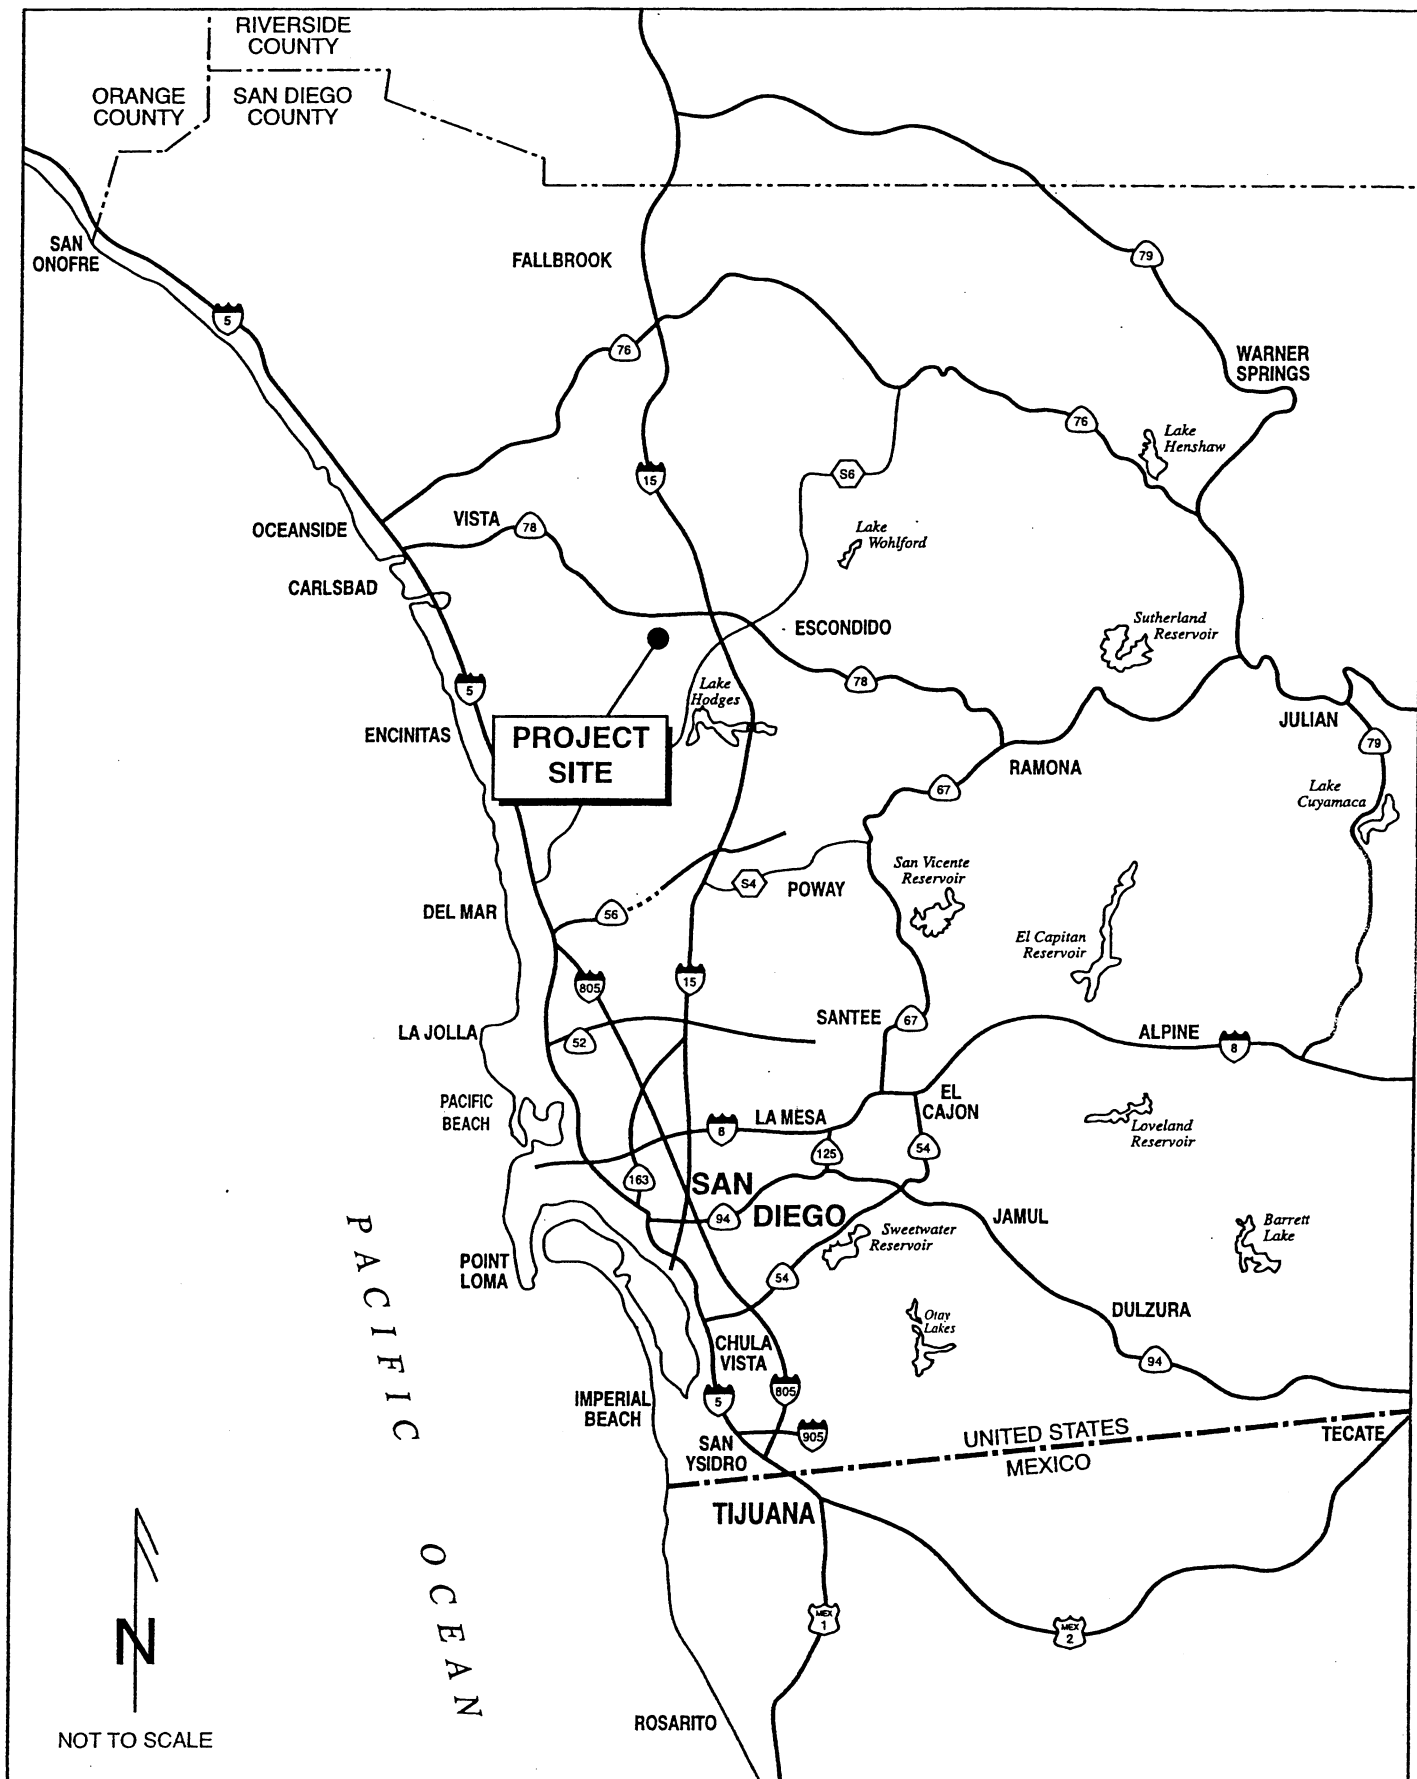 RIVERSIDE
COUNTY
ORANGE
COUNTY
SAN DIEGO
COUNTY
SAN
ONOFRE
FALLBROOK
79
5
76
WARNER
SPRINGS
76
Lake
Henshaw
15
S6
OCEANSIDE
VISTA
78
Lake
Wohlford
CARLSBAD
ESCONDIDO
Sutherland
Reservoir
5
Lake
Hodges
78
ENCINITAS
PROJECT
SITE
JULIAN
79
RAMONA
67
Lake
Cuyamaca
San Vicente
Reservoir
S4
POWAY
DEL MAR
56
El Capitan
Reservoir
805
15
SANTEE
67
LA JOLLA
52
ALPINE
8
PACIFIC
BEACH
LA MESA
EL
CAJON
8
Loveland
Reservoir
125
54
163
SAN
DIEGO
94
JAMUL
Sweetwater
Reservoir
Barrett
Lake
POINT
LOMA
54
Otay
Lakes
DULZURA
CHULA
VISTA
94
805
5
IMPERIAL
BEACH
905
SAN
YSIDRO
UNITED STATES
MEXICO
TECATE
TIJUANA
PACIFIC
OCEAN
MEX
1
MEX
2
N
ROSARITO
NOT TO SCALE